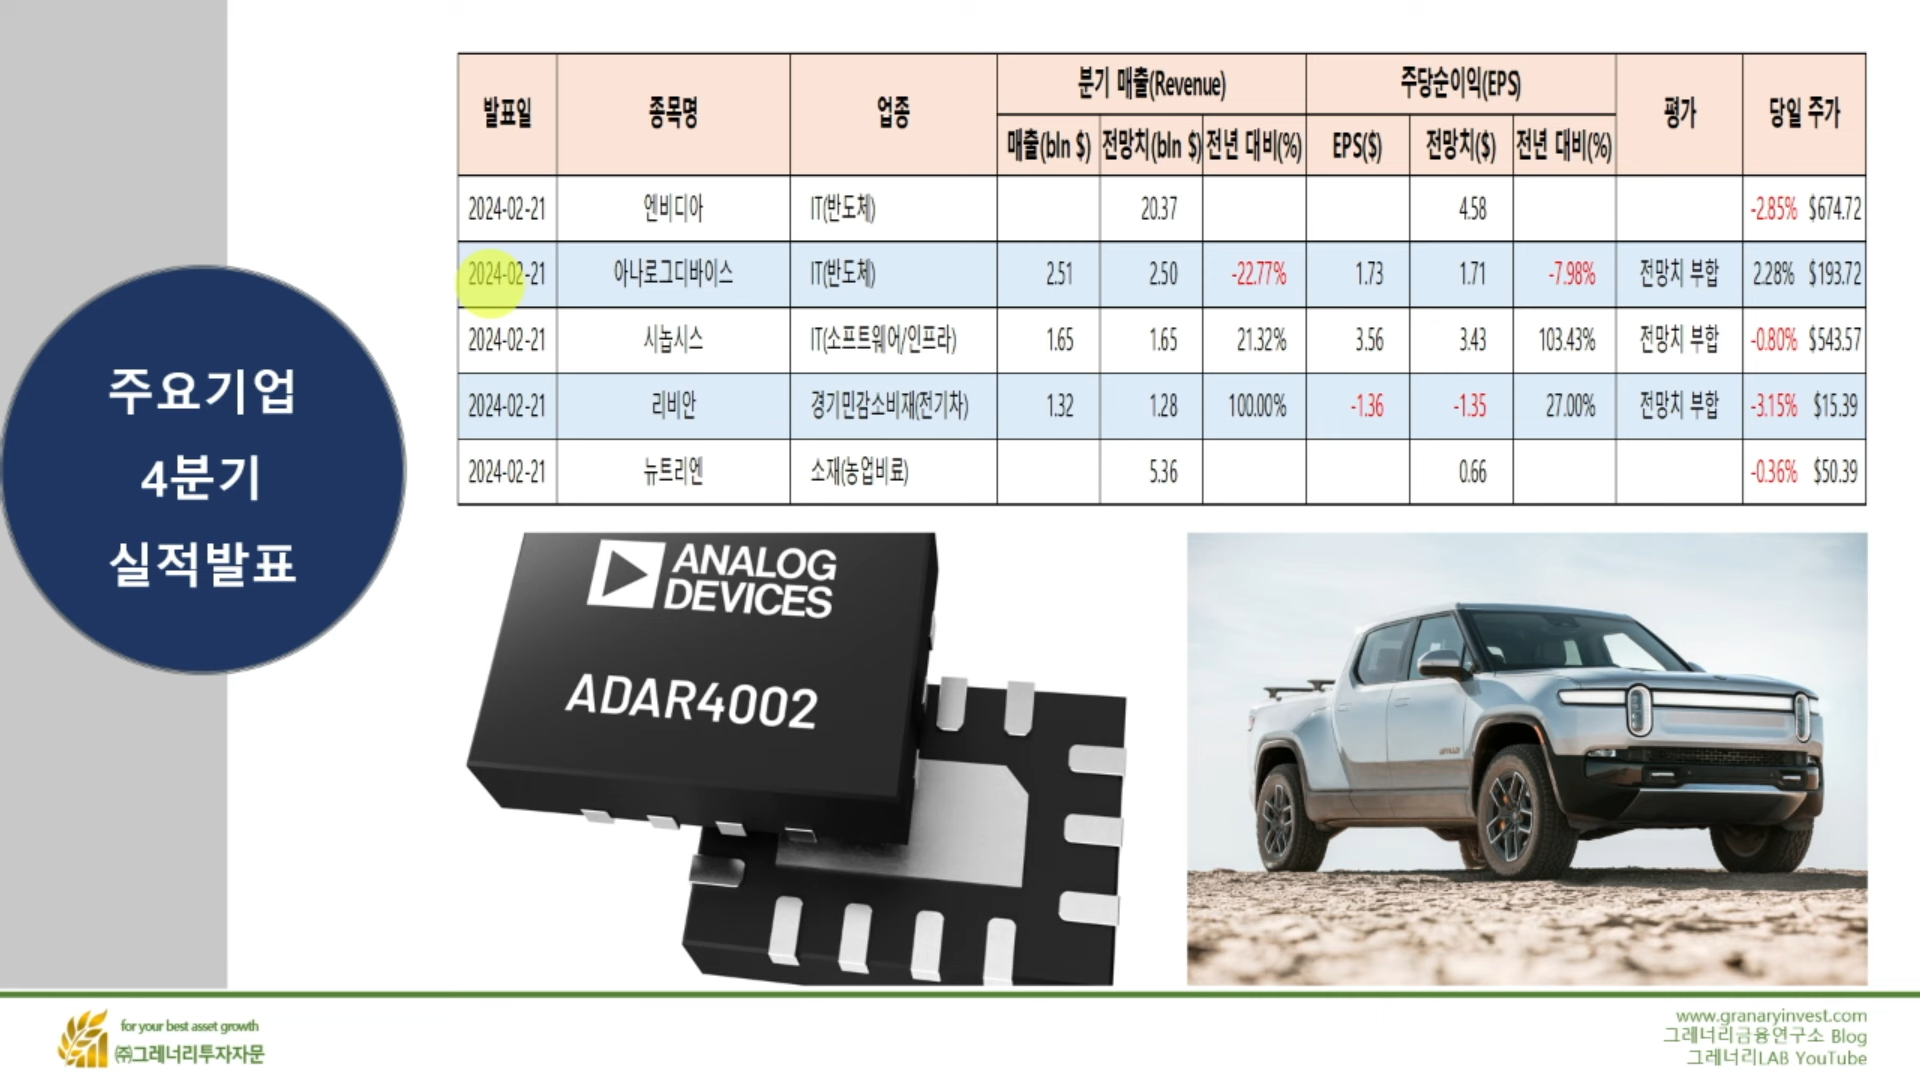 주요기업
4분기
실적발표
발표일 종목명 업종 분기 매출(Revenue) 주당순이익(EPS) 평가 당일 주가
매출(bln $) 전망치(bln $) 전년 대비(%) EPS($) 전망치($) 전년 대비(%)
2024-02-21 엔비디아 IT(반도체) 20.37 4.58 -2.85% $674.72
2024-02-21 아나로그디바이스 IT(반도체) 2.51 2.50 -22.77% 1.73 1.71 -7.98% 전망치 부합 2.28% $193.72
2024-02-21 시놉시스 IT(소프트웨어/인프라) 1.65 1.65 21.32% 3.56 3.43 103.43% 전망치 부합 -0.80% $543.57
2024-02-21 리비안 경기민감소비재(전기차) 1.32 1.28 100.00% -1.36 -1.35 27.00% 전망치 부합 -3.15% $15.39
2024-02-21 뉴트리엔 소재(농업비료) 5.36 0.66 -0.36% $50.39
ANALOG
DEVICES
ADAR4002
for your best asset growth
㈜그레너리투자자문
www.granaryinvest.com
그레너리금융연구소 Blog
그레너리LAB YouTube